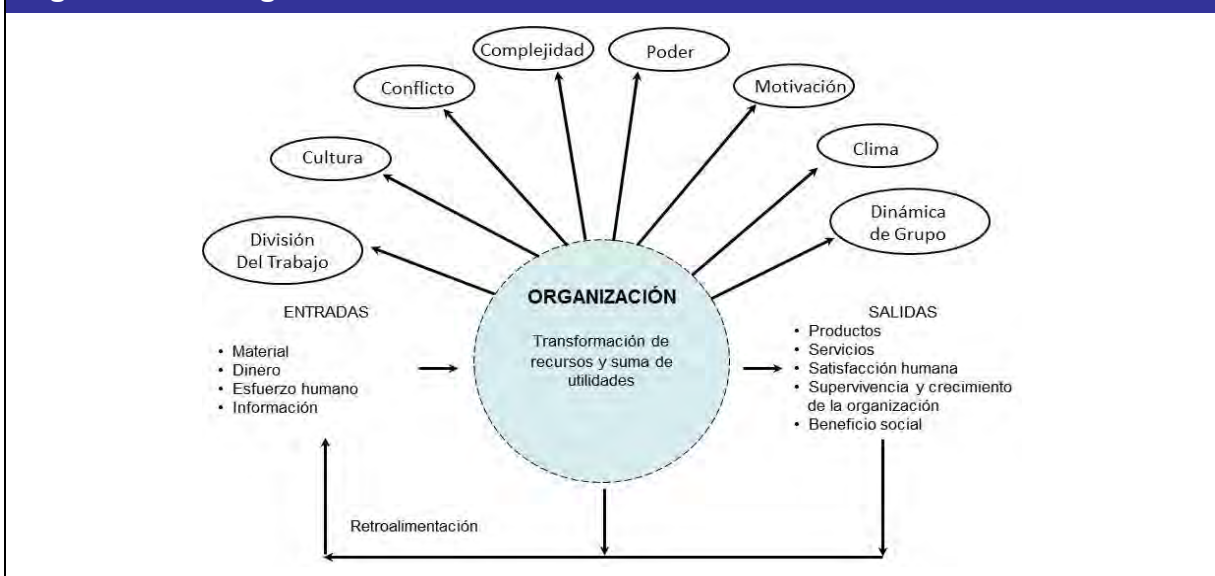 Complejidad
Poder
Conflicto
Motivación
Cultura
Clima
División
Del Trabajo
Dinámica
de Grupo
ENTRADAS
• Material
• Dinero
• Esfuerzo humano
• Información
ORGANIZACIÓN
Transformación de
recursos y suma de
utilidades
SALIDAS
• Productos
• Servicios
• Satisfacción humana
• Supervivencia y crecimiento
de la organización
• Beneficio social
Retroalimentación